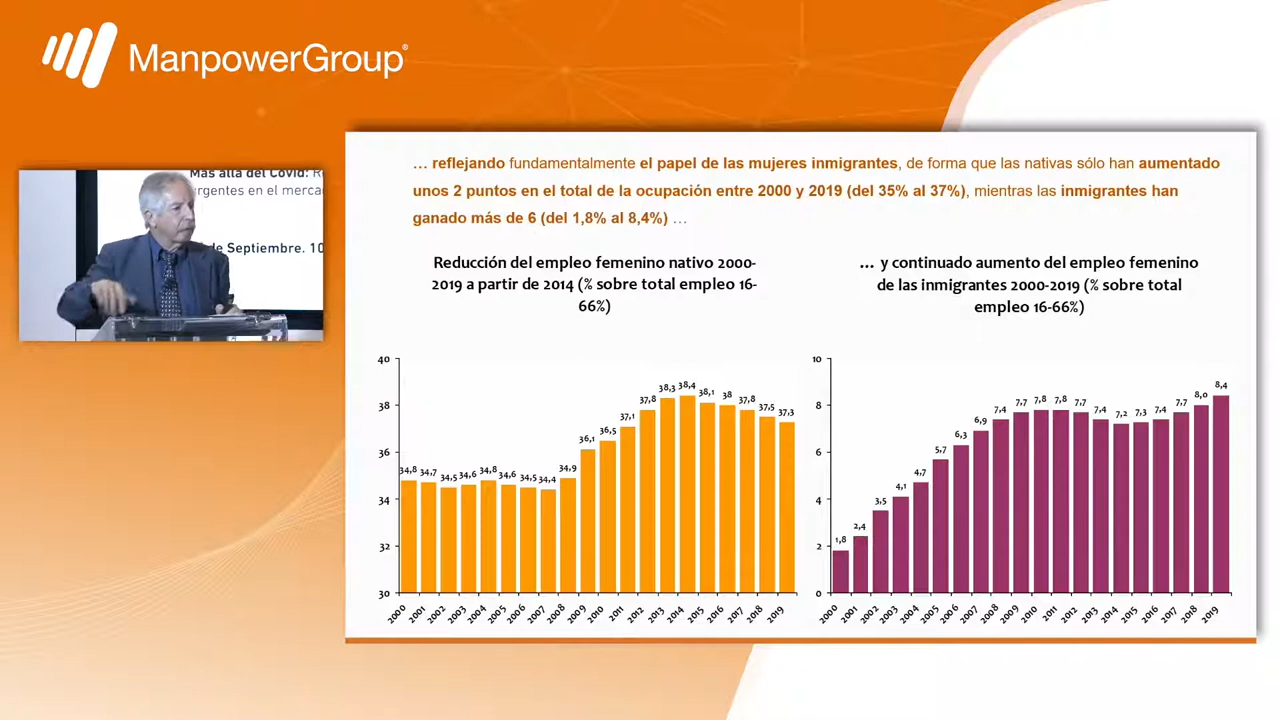 ManpowerGroup®
… reflejando fundamentalmente el papel de las mujeres inmigrantes, de forma que las nativas sólo han aumentado
unos 2 puntos en el total de la ocupación entre 2000 y 2019 (del 35% al 37%), mientras las inmigrantes han
ganado más de 6 (del 1,8% al 8,4%) …
Más allá del Covid:
rgentes en el merca
de Septiembre. 10
Reducción del empleo femenino nativo 2000-
2019 a partir de 2014 (% sobre total empleo 16-
66%)
40
38
36
34
32
30
34,8 34,7 34,5 34,6 34,8 34,6 34,5 34,4 34,9 36,1 36,5 37,1 37,8 38,3 38,4 38,1 38 37,8 37,5 37,3
2000 2001 2002 2003 2004 2005 2006 2007 2008 2009 2010 2011 2012 2013 2014 2015 2016 2017 2018 2019
... y continuado aumento del empleo femenino
de las inmigrantes 2000-2019 (% sobre total
empleo 16-66%)
10
8
6
4
2
0
1,8 2,4 3,5 4,1 4,7 5,7 6,3 6,9 7,4 7,7 7,8 7,8 7,7 7,4 7,2 7,3 7,4 7,7 8,0 8,4
2000 2001 2002 2003 2004 2005 2006 2007 2008 2009 2010 2011 2012 2013 2014 2015 2016 2017 2018 2019